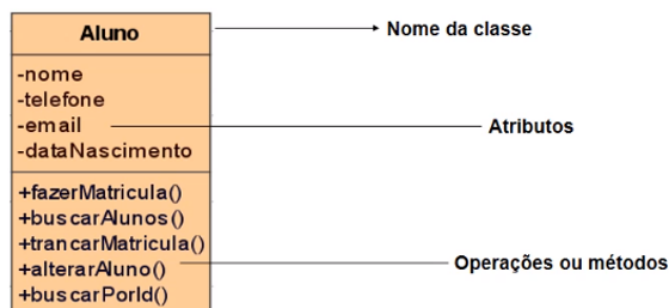 Aluno
Nome da classe
-nome
-telefone
-email
Atributos
-dataNascimento
+fazerMatricula()
+buscarAlunos()
+trancarMatricula()
+alterarAluno()
Operações ou métodos
+buscarPorId()